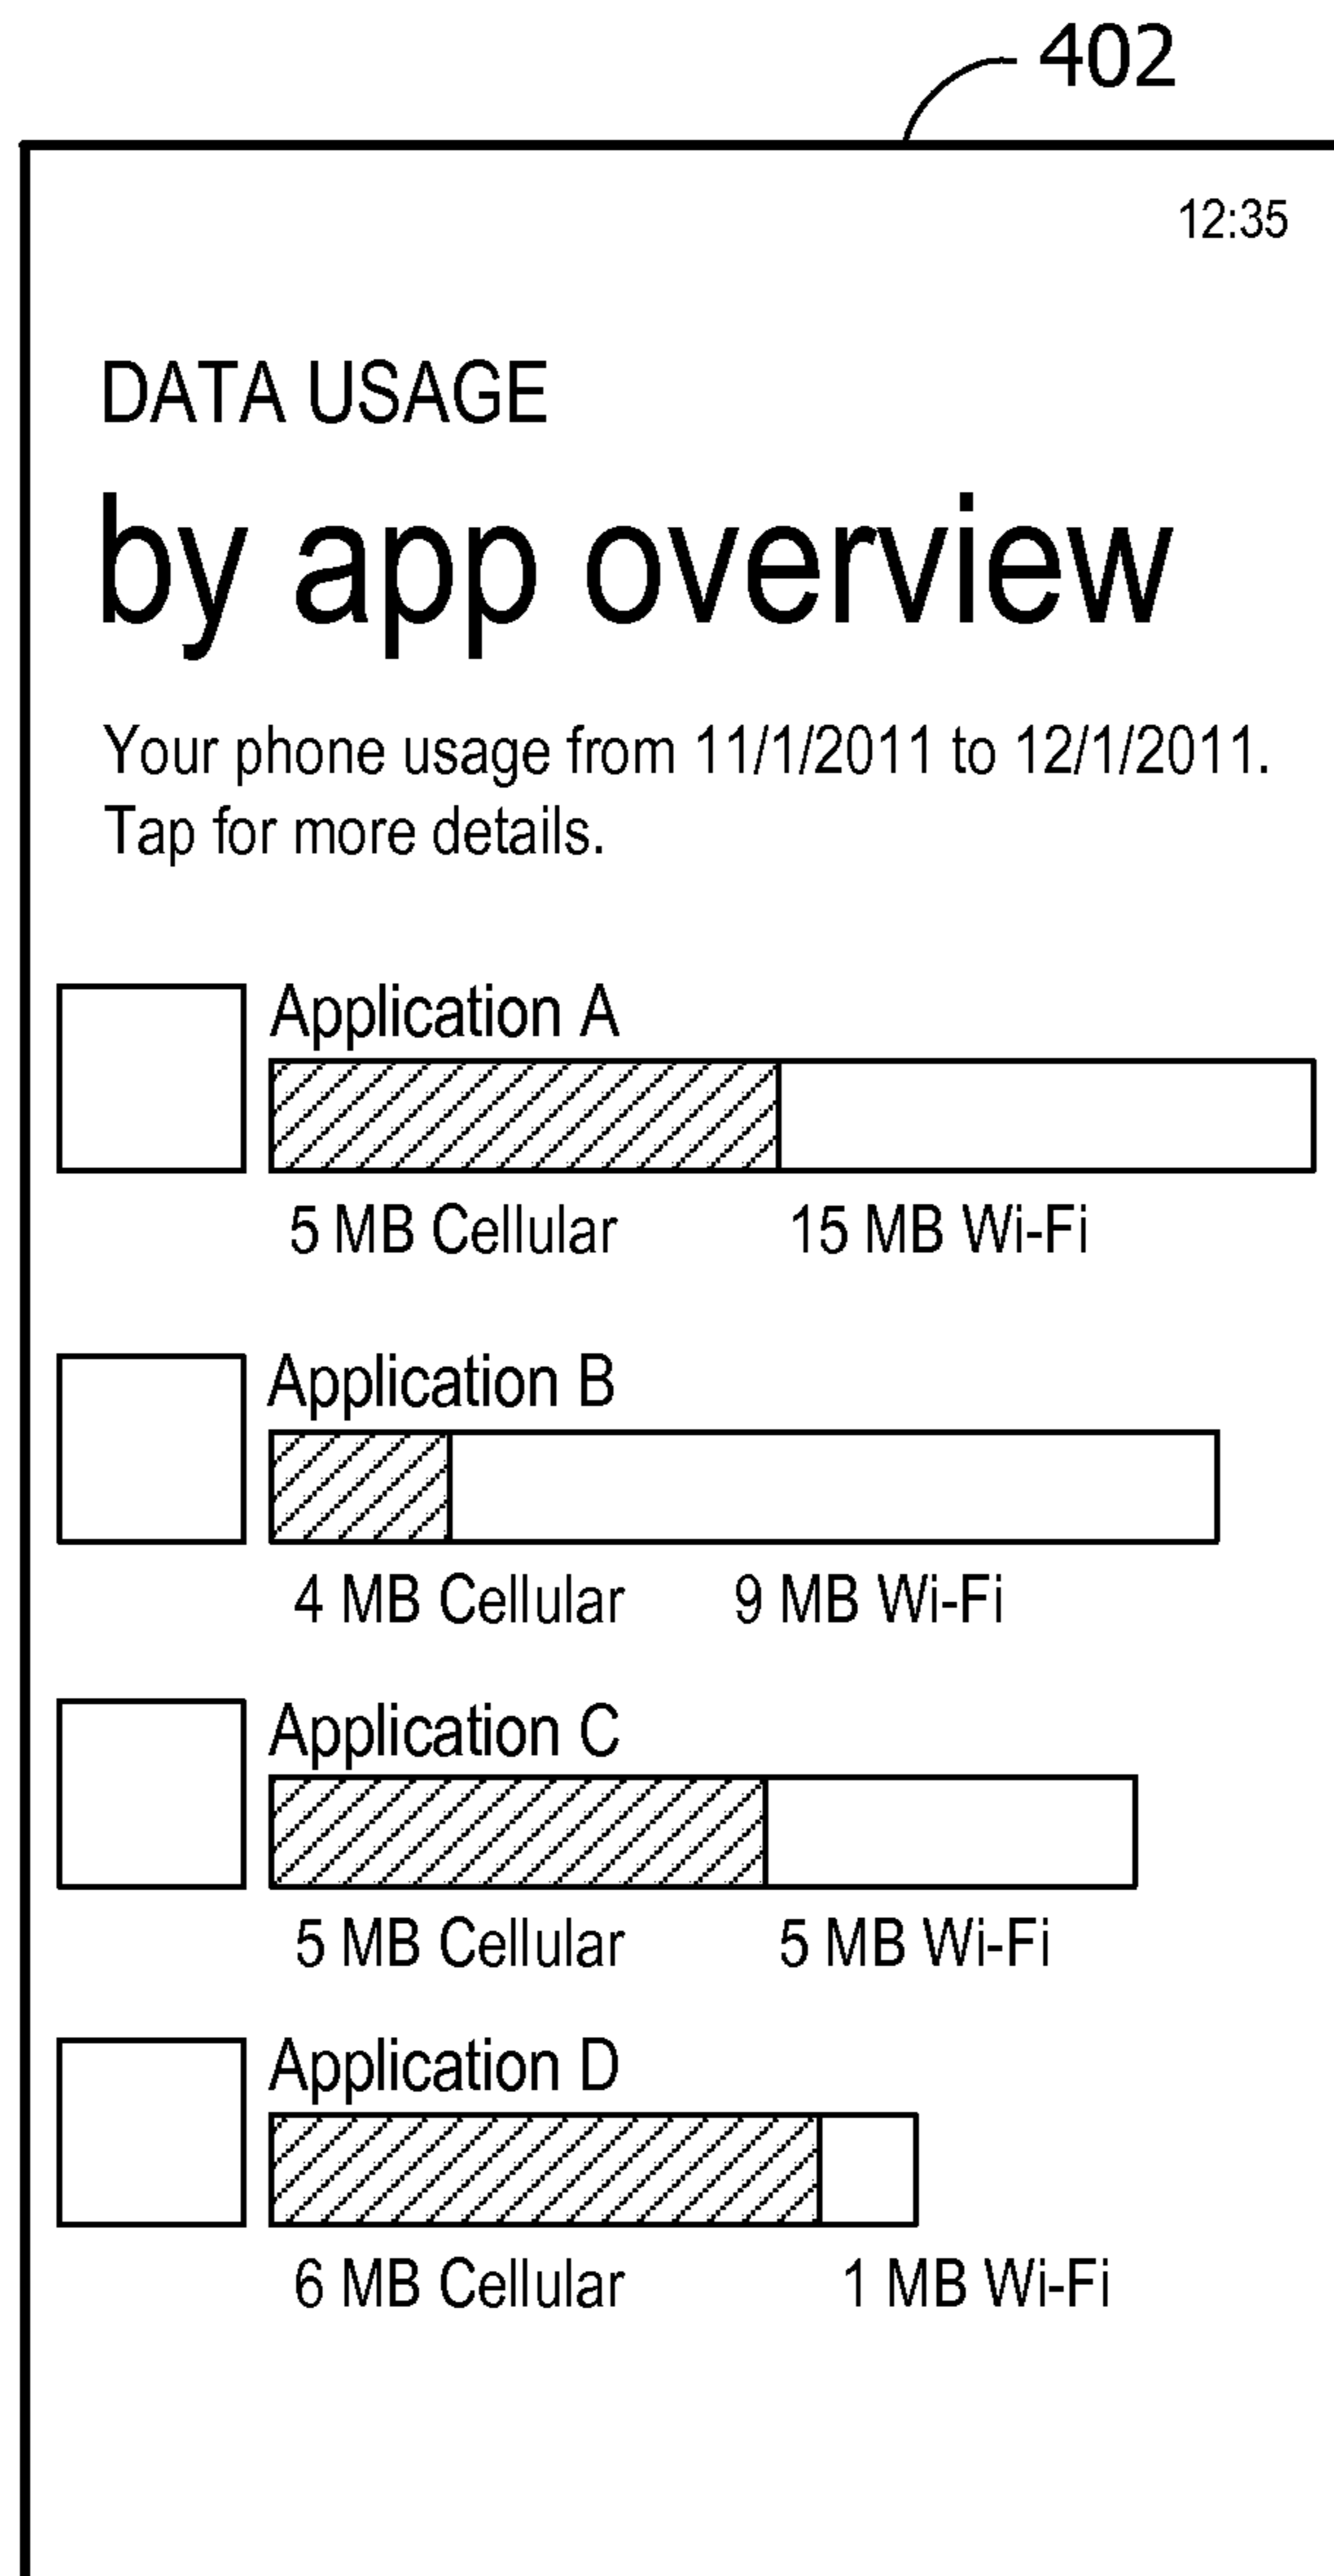 402
12:35
DATA USAGE
by app overview
Your phone usage from 11/1/2011 to 12/1/2011.
Tap for more details.
Application A
5 MB Cellular 15 MB Wi-Fi
Application B
4 MB Cellular 9 MB Wi-Fi
Application C
5 MB Cellular 5 MB Wi-Fi
Application D
6 MB Cellular 1 MB Wi-Fi